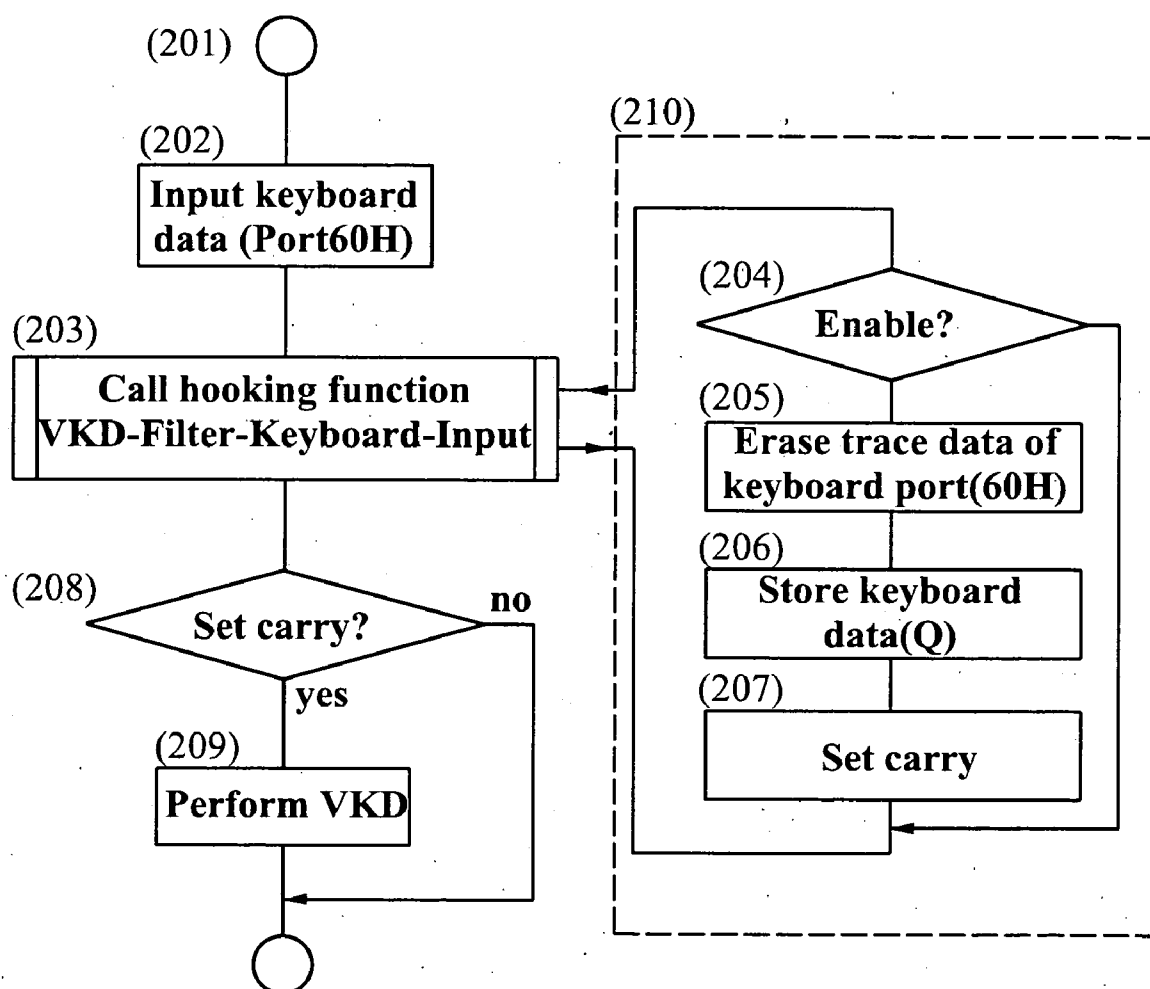 (201)
(202)
Input keyboard
data (Port60H)
(203)
Call hooking function
VKD-Filter-Keyboard-Input
(208)
Set carry?
no
yes
(209)
Perform VKD
(210)
(204)
Enable?
(205)
Erase trace data of
keyboard port(60H)
(206)
Store keyboard
data(Q)
(207)
Set carry